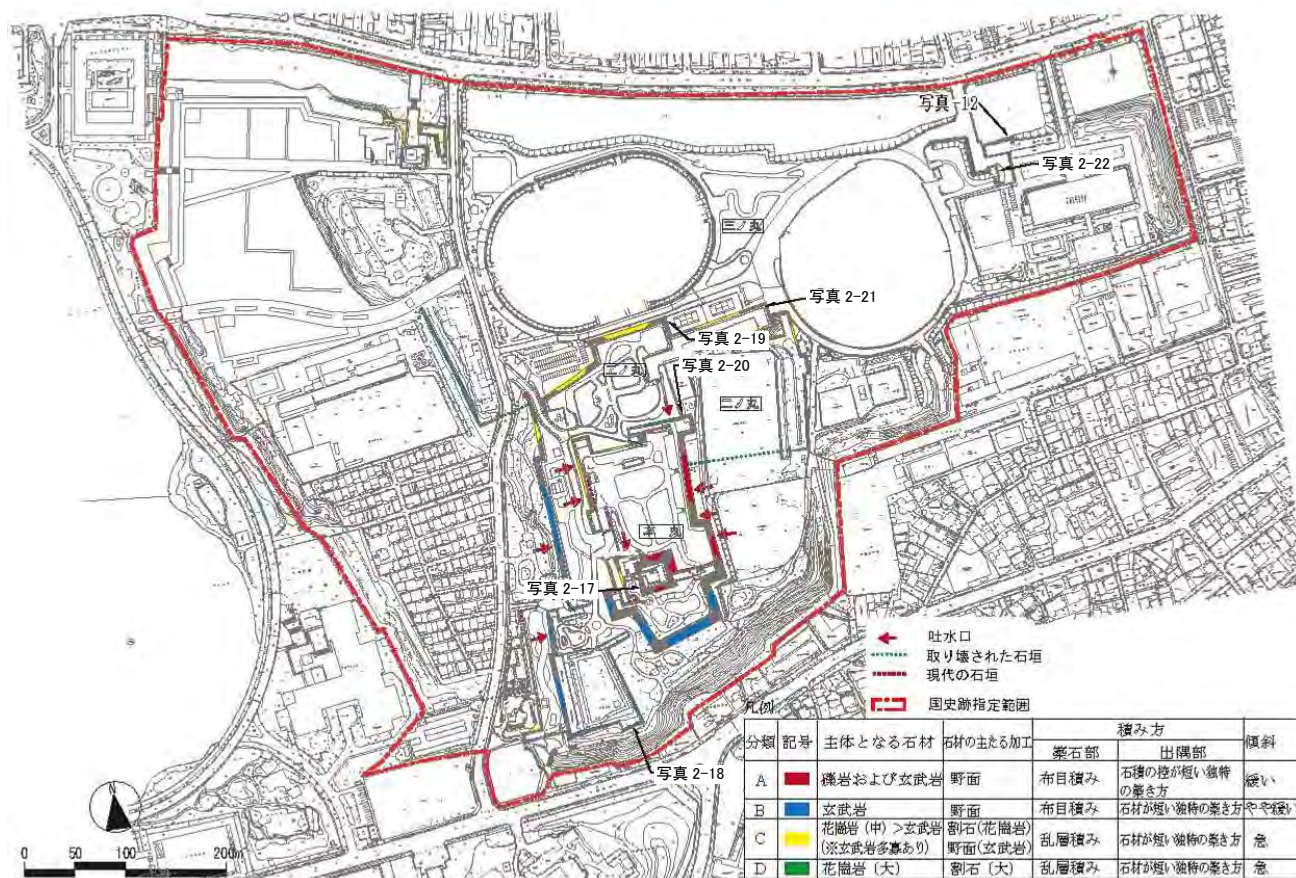 写真-12
写真 2-22
三ノ丸
写真 2-21
写真 2-19
二ノ丸
写真 2-20
二ノ丸
本丸
写真 2-17
写真 2-18
N
0 50 100 200m
吐水口
取り壊された石垣
現代の石垣
国史跡指定範囲
凡例
分類 記号 主体となる石材 石材の主たる加工 積み方 傾斜
築石部 出隅部
A 礫岩および玄武岩 野面 布目積み 石積の控が短い独特の築き方 緩い
B 玄武岩 野面 布目積み 石材が短い独特の築き方 やや緩い
C 花崗岩（中）＞玄武岩（※玄武岩多寡あり） 割石(花崗岩) 野面(玄武岩) 乱層積み 石材が短い独特の築き方 急
D 花崗岩（大） 割石（大） 乱層積み 石材が短い独特の築き方 急